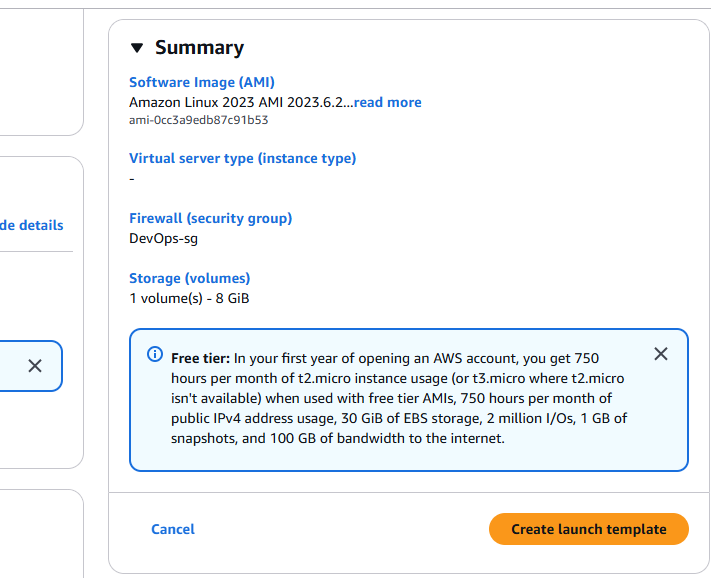 Summary
Software Image (AMI)
Amazon Linux 2023 AMI 2023.6.2...read more
ami-0cc3a9edb87c91b53
Virtual server type (instance type)
-
de details
Firewall (security group)
DevOps-sg
Storage (volumes)
1 volume(s) - 8 GiB
Free tier: In your first year of opening an AWS account, you get 750
hours per month of t2.micro instance usage (or t3.micro where t2.micro
isn't available) when used with free tier AMIs, 750 hours per month of
public IPv4 address usage, 30 GiB of EBS storage, 2 million I/Os, 1 GB of
snapshots, and 100 GB of bandwidth to the internet.
Cancel
Create launch template